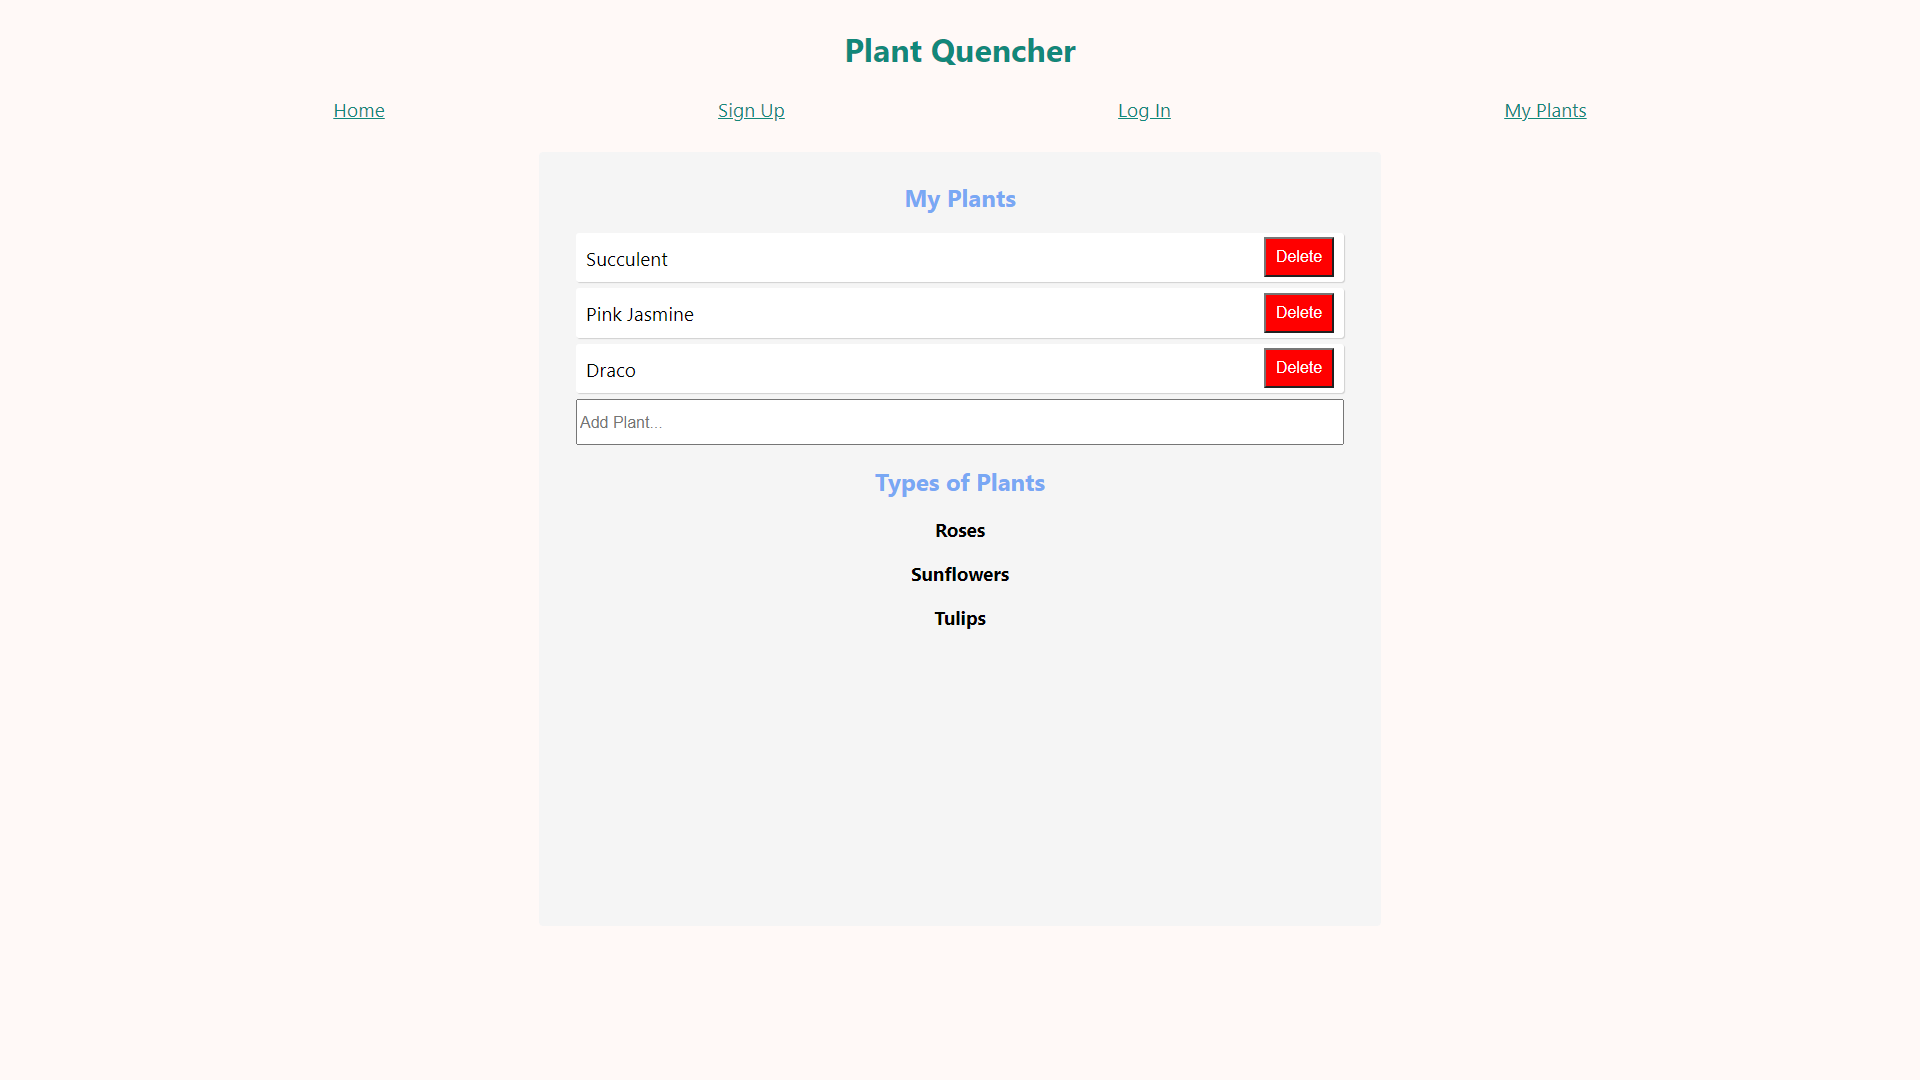 Plant Quencher
Home Sign Up Log In My Plants
My Plants
Succulent Delete
Pink Jasmine Delete
Draco Delete
Add Plant...
Types of Plants
Roses
Sunflowers
Tulips